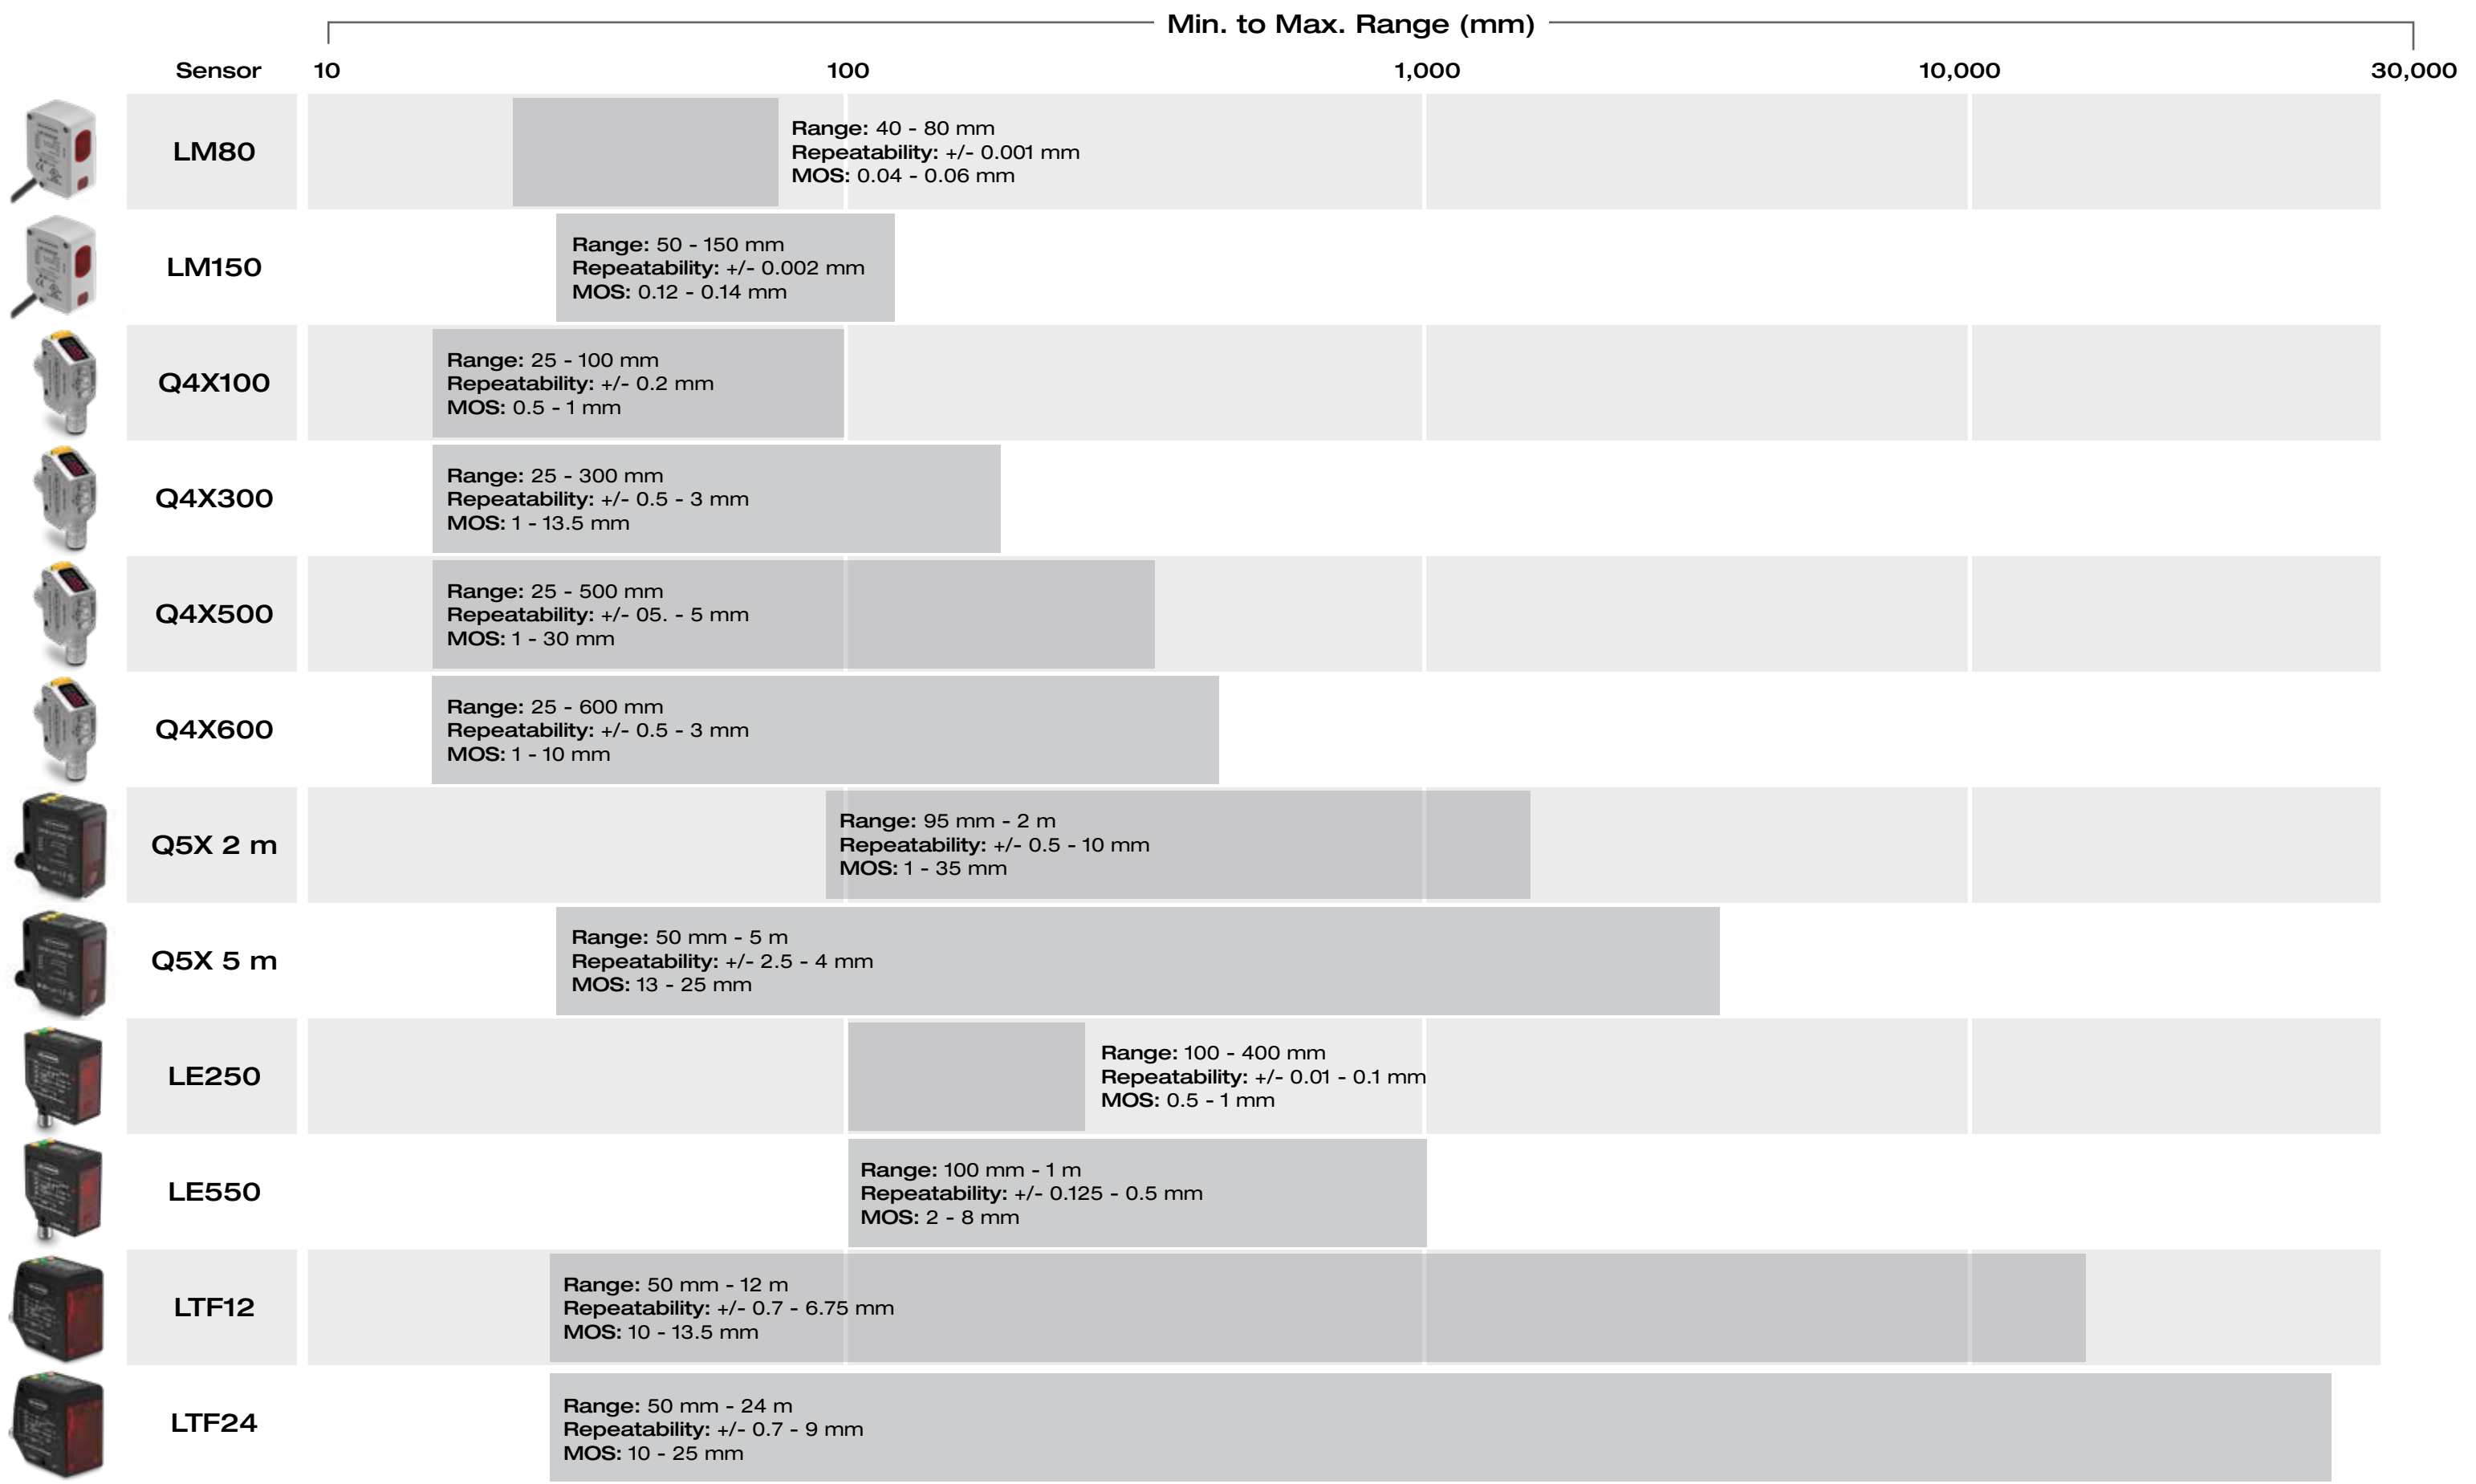 Min. to Max. Range (mm)
Sensor 10 100 1,000 10,000 30,000
LM80
Range: 40 - 80 mm
Repeatability: +/- 0.001 mm
MOS: 0.04 - 0.06 mm
LM150
Range: 50 - 150 mm
Repeatability: +/- 0.002 mm
MOS: 0.12 - 0.14 mm
Q4X100
Range: 25 - 100 mm
Repeatability: +/- 0.2 mm
MOS: 0.5 - 1 mm
Q4X300
Range: 25 - 300 mm
Repeatability: +/- 0.5 - 3 mm
MOS: 1 - 13.5 mm
Q4X500
Range: 25 - 500 mm
Repeatability: +/- 05. - 5 mm
MOS: 1 - 30 mm
Q4X600
Range: 25 - 600 mm
Repeatability: +/- 0.5 - 3 mm
MOS: 1 - 10 mm
Q5X 2 m
Range: 95 mm - 2 m
Repeatability: +/- 0.5 - 10 mm
MOS: 1 - 35 mm
Q5X 5 m
Range: 50 mm - 5 m
Repeatability: +/- 2.5 - 4 mm
MOS: 13 - 25 mm
LE250
Range: 100 - 400 mm
Repeatability: +/- 0.01 - 0.1 mm
MOS: 0.5 - 1 mm
LE550
Range: 100 mm - 1 m
Repeatability: +/- 0.125 - 0.5 mm
MOS: 2 - 8 mm
LTF12
Range: 50 mm - 12 m
Repeatability: +/- 0.7 - 6.75 mm
MOS: 10 - 13.5 mm
LTF24
Range: 50 mm - 24 m
Repeatability: +/- 0.7 - 9 mm
MOS: 10 - 25 mm